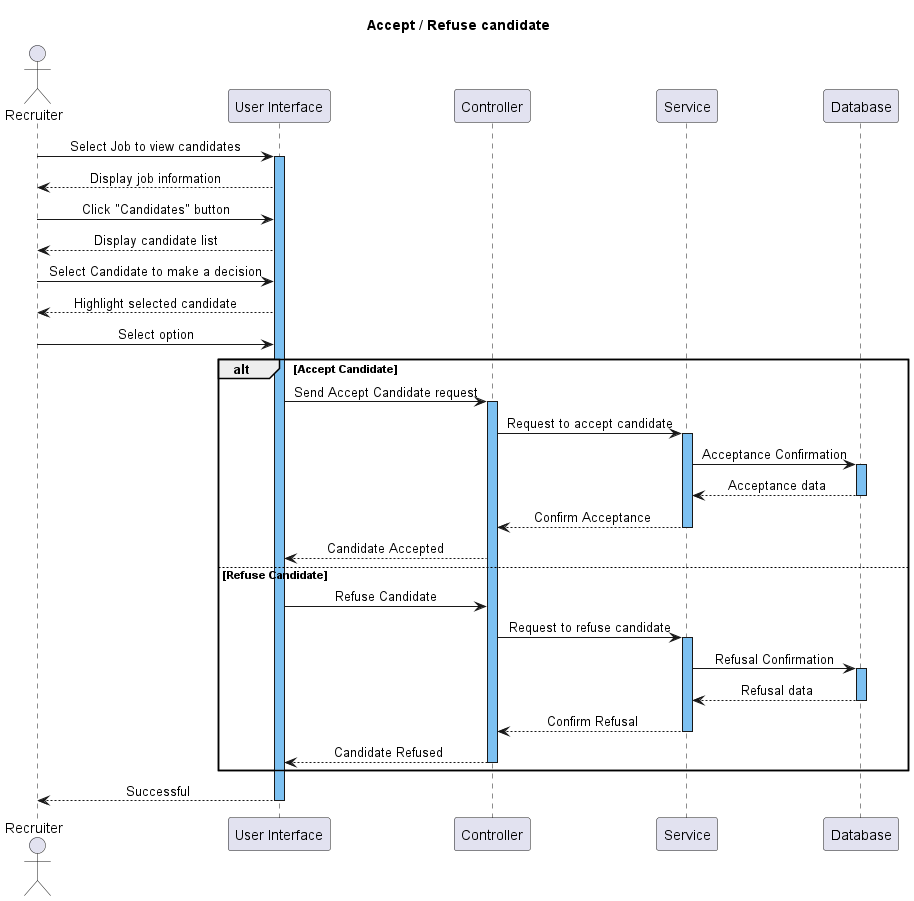 Accept / Refuse candidate
Recruiter
User Interface
Controller
Service
Database
Select Job to view candidates
Display job information
Click "Candidates" button
Display candidate list
Select Candidate to make a decision
Highlight selected candidate
Select option
alt
[Accept Candidate]
Send Accept Candidate request
Request to accept candidate
Acceptance Confirmation
Acceptance data
Confirm Acceptance
Candidate Accepted
[Refuse Candidate]
Refuse Candidate
Request to refuse candidate
Refusal Confirmation
Refusal data
Confirm Refusal
Candidate Refused
Successful
Recruiter
User Interface
Controller
Service
Database